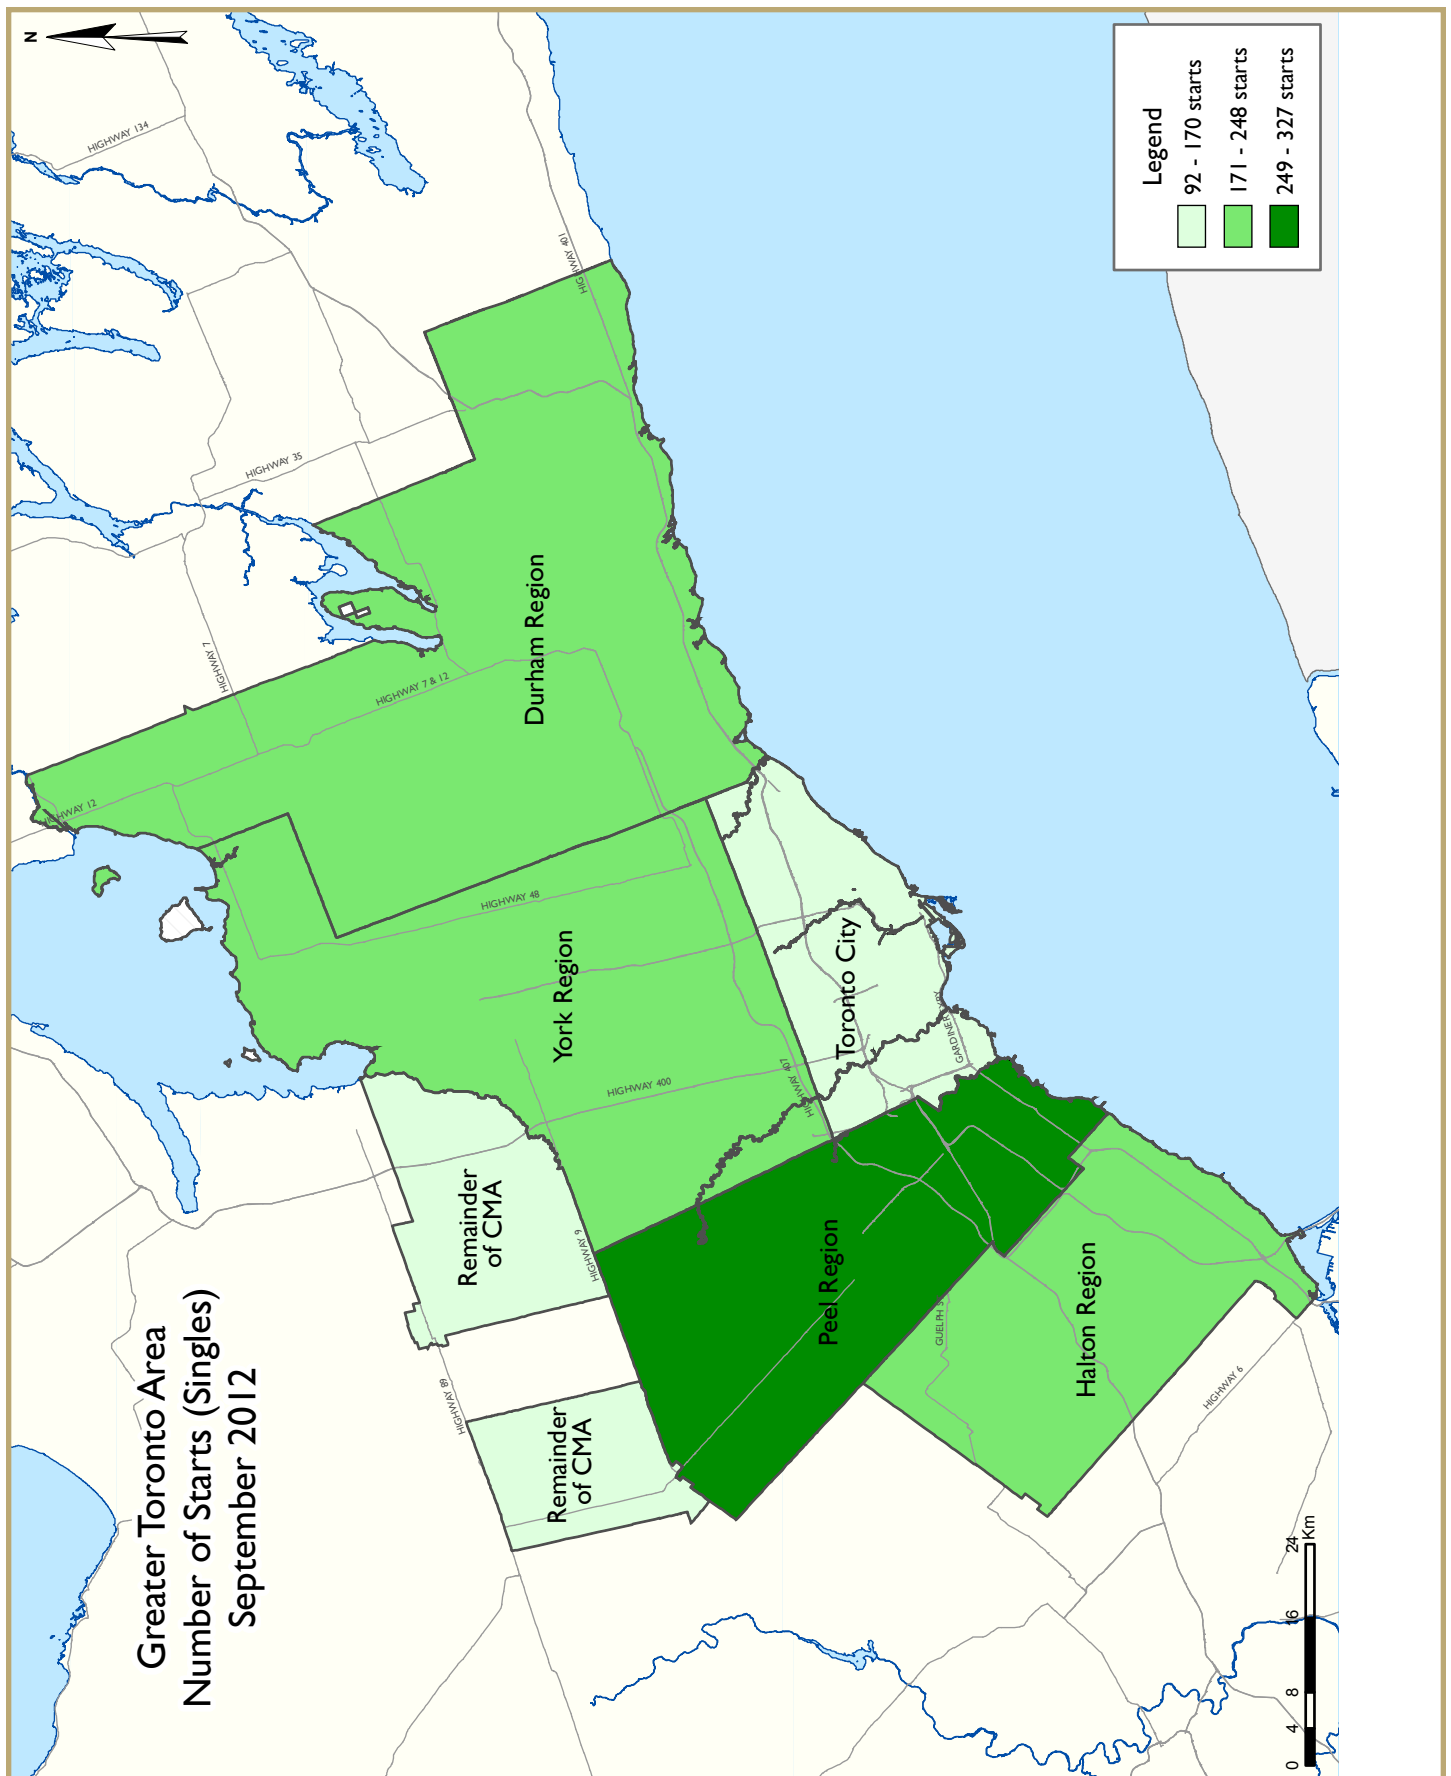 Greater Toronto Area
Number of Starts (Singles)
September 2012
N
Legend
92 - 170 starts
171 - 248 starts
249 - 327 starts
HIGHWAY 134
HIGHWAY 401
HIGHWAY 35
HIGHWAY 7
HIGHWAY 7 & 12
HIGHWAY 12
Durham Region
HIGHWAY 48
York Region
HIGHWAY 400
HIGHWAY 407
HIGHWAY
Toronto City
GARDINER
Remainder
of CMA
HIGHWAY 9
HIGHWAY 89
Remainder
of CMA
Peel Region
GUELPH
Halton Region
HIGHWAY 6
0 4 8 16 24
Km